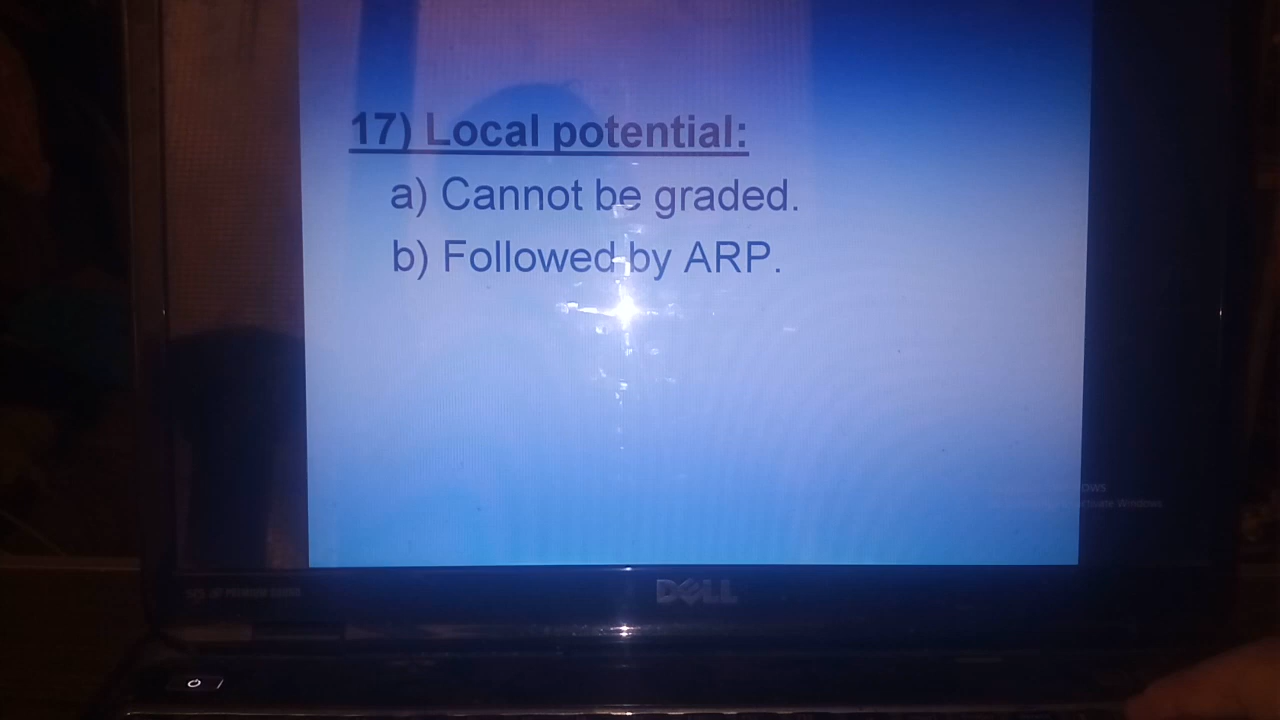 17) Local potential:
a) Cannot be graded.
b) Followed by ARP.
DELL